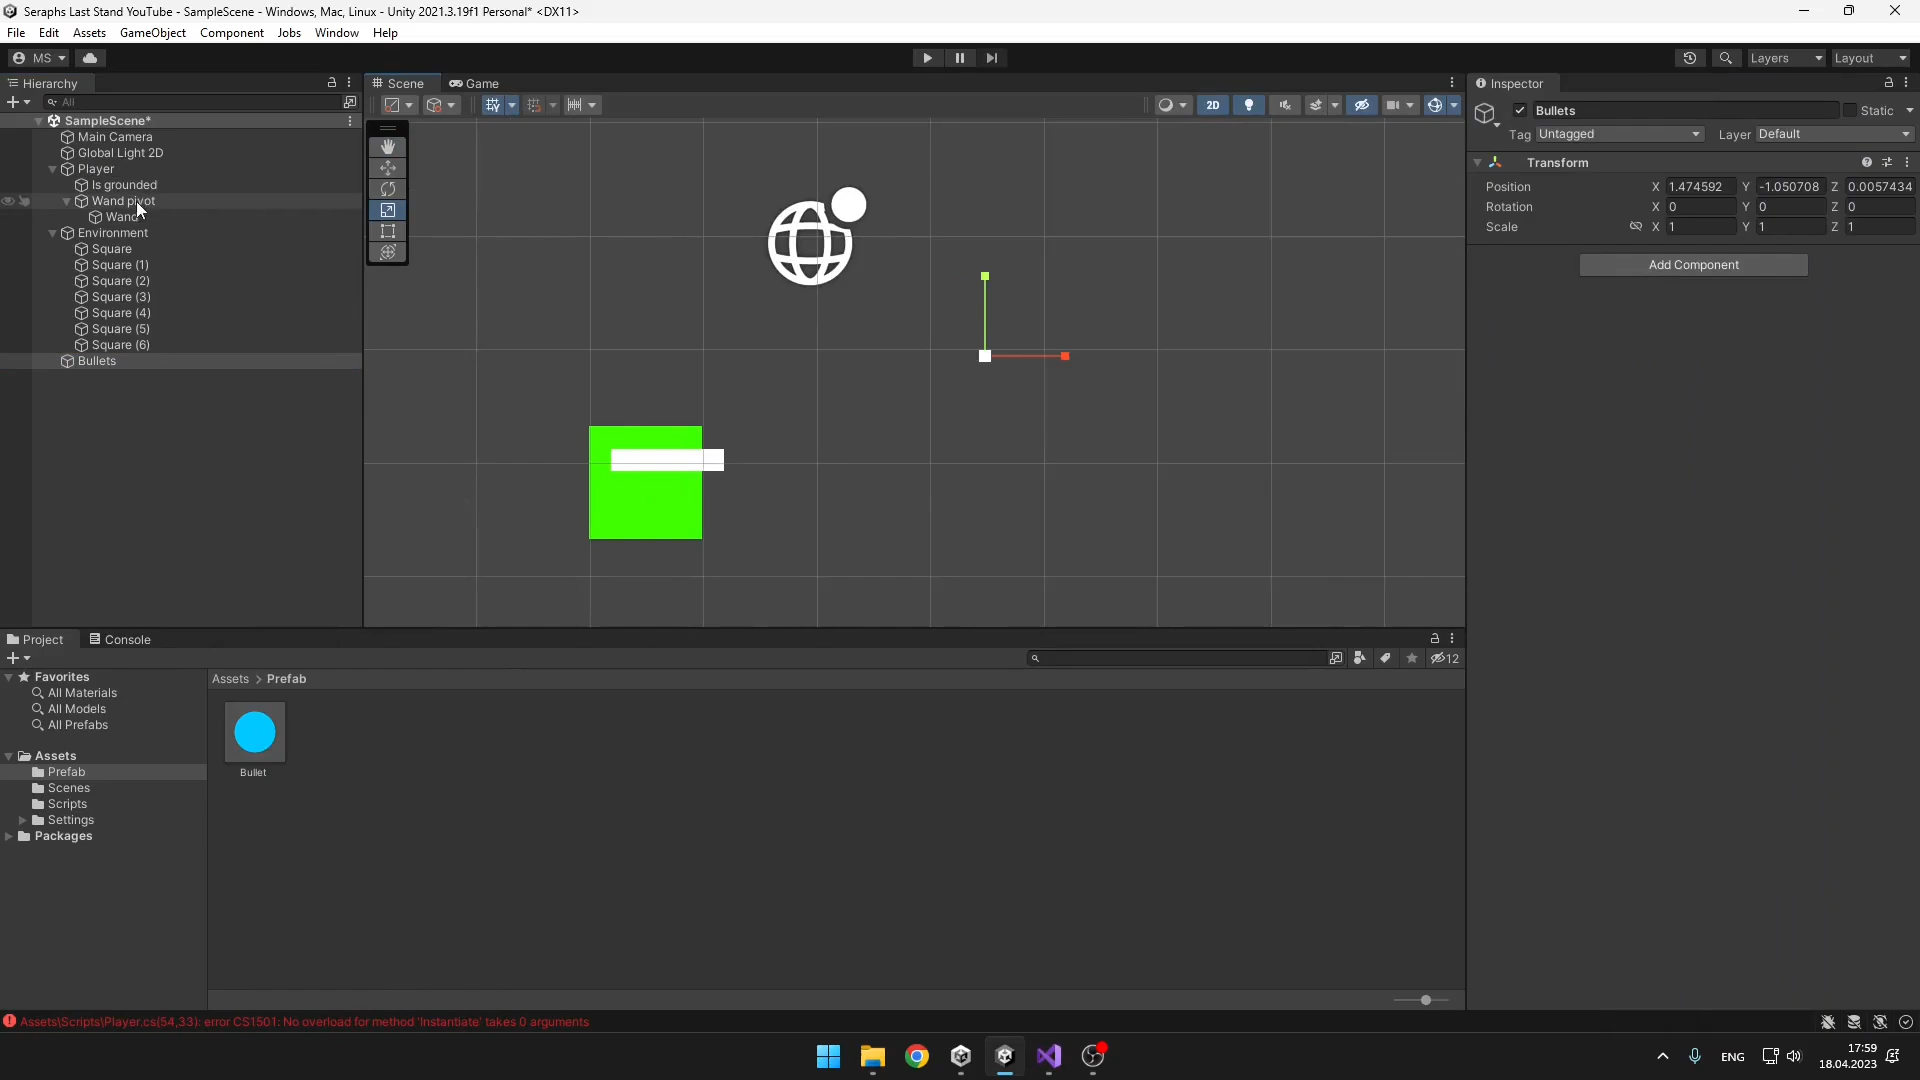 Seraphs Last Stand YouTube - SampleScene - Windows, Mac, Linux - Unity 2021.3.19f1 Personal* <DX11>
File Edit Assets GameObject Component Jobs Window Help
MS Layers Layout
Hierarchy
All
SampleScene*
Main Camera
Global Light 2D
Player
Is grounded
Wand pivot
Wand
Environment
Square
Square (1)
Square (2)
Square (3)
Square (4)
Square (5)
Square (6)
Bullets
Scene Game
2D
Inspector
Bullets Static
Tag Untagged Layer Default
Transform
Position X 1.474592 Y -1.050708 Z 0.0057434
Rotation X 0 Y 0 Z 0
Scale X 1 Y 1 Z 1
Add Component
Project Console
12
Favorites
All Materials
All Models
All Prefabs
Assets
Prefab
Scenes
Scripts
Settings
Packages
Assets > Prefab
Bullet
Assets\Scripts\Player.cs(54,33): error CS1501: No overload for method 'Instantiate' takes 0 arguments
ENG
17:59
18.04.2023